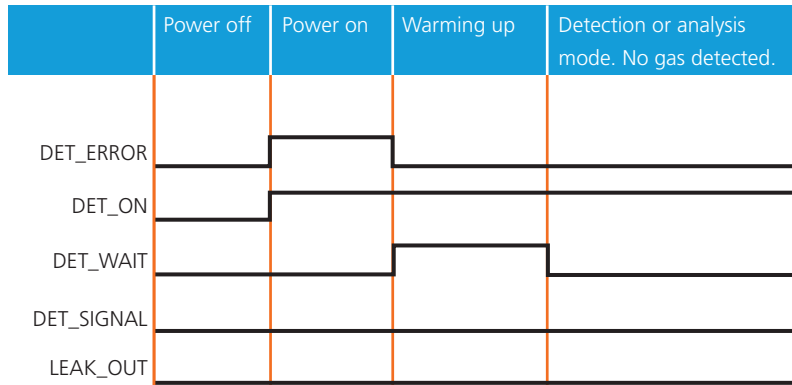 Power off
Power on
Warming up
Detection or analysis
mode. No gas detected.
DET_ERROR
DET_ON
DET_WAIT
DET_SIGNAL
LEAK_OUT